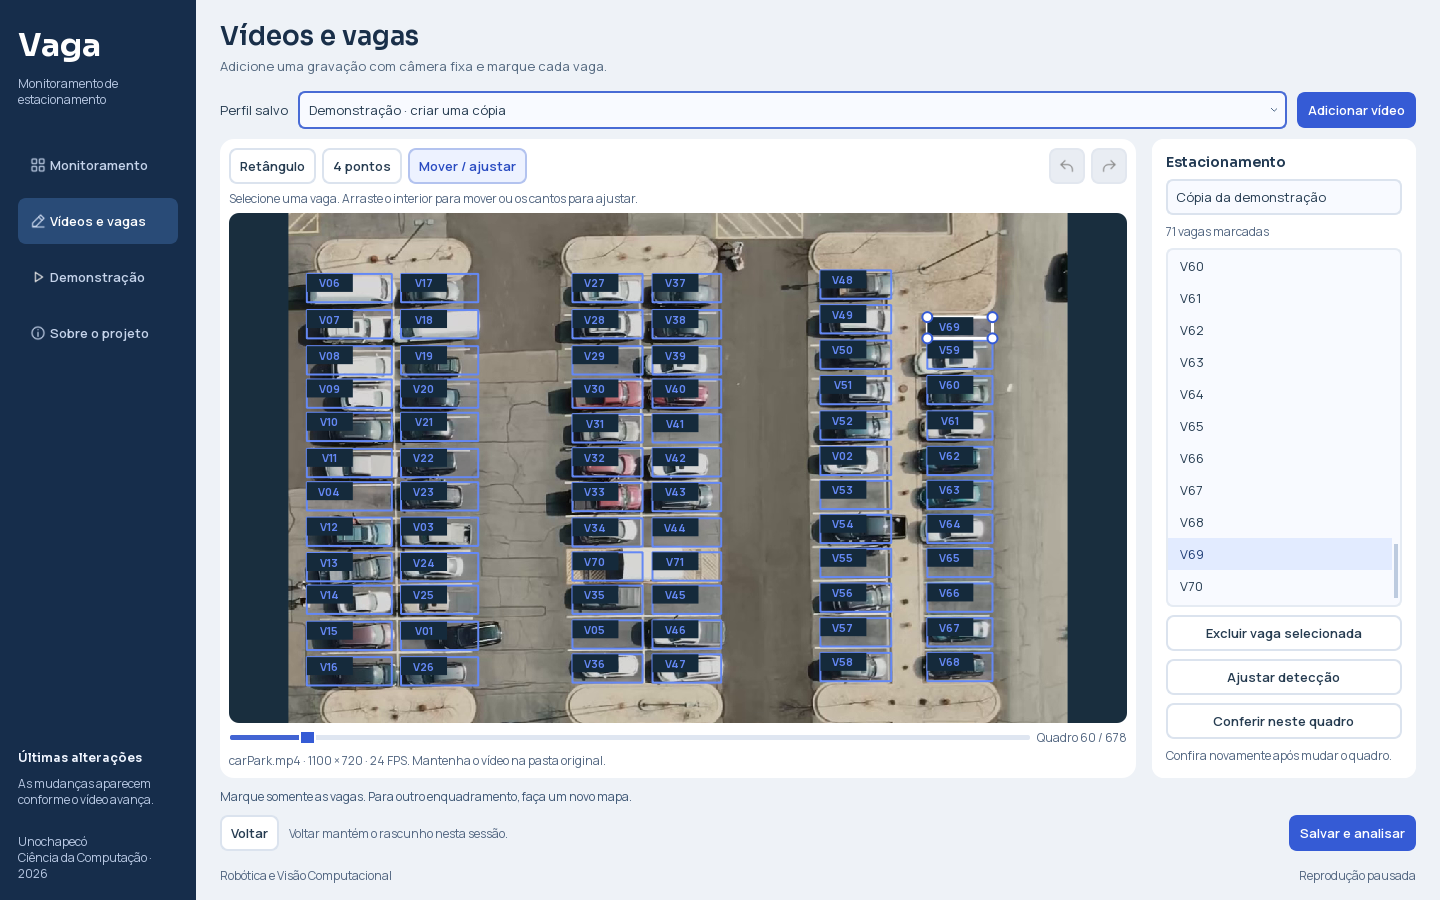 Vaga
Monitoramento de
estacionamento
Monitoramento
Vídeos e vagas
Demonstração
Sobre o projeto
Últimas alterações
As mudanças aparecem
conforme o vídeo avança.
Unochapecó
Ciência da Computação ·
2026
Vídeos e vagas
Adicione uma gravação com câmera fixa e marque cada vaga.
Perfil salvo
Demonstração · criar uma cópia
Adicionar vídeo
Retângulo
4 pontos
Mover / ajustar
Selecione uma vaga. Arraste o interior para mover ou os cantos para ajustar.
V06 V17 V27 V37 V48
V07 V18 V28 V38 V49 V69
V08 V19 V29 V39 V50 V59
V09 V20 V30 V40 V51 V60
V10 V21 V31 V41 V52 V61
V11 V22 V32 V42 V02 V62
V04 V23 V33 V43 V53 V63
V12 V03 V34 V44 V54 V64
V13 V24 V70 V71 V55 V65
V14 V25 V35 V45 V56 V66
V15 V01 V05 V46 V57 V67
V16 V26 V36 V47 V58 V68
Quadro 60 / 678
carPark.mp4 · 1100 × 720 · 24 FPS. Mantenha o vídeo na pasta original.
Estacionamento
Cópia da demonstração
71 vagas marcadas
V60
V61
V62
V63
V64
V65
V66
V67
V68
V69
V70
Excluir vaga selecionada
Ajustar detecção
Conferir neste quadro
Confira novamente após mudar o quadro.
Marque somente as vagas. Para outro enquadramento, faça um novo mapa.
Voltar
Voltar mantém o rascunho nesta sessão.
Salvar e analisar
Robótica e Visão Computacional
Reprodução pausada